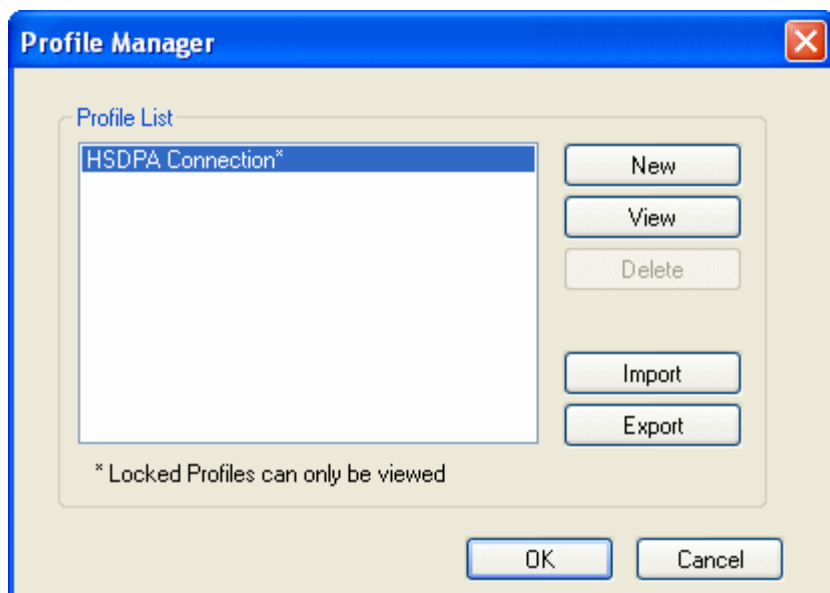 Profile Manager
Profile List
HSDPA Connection*
New
View
Delete
Import
Export
* Locked Profiles can only be viewed
OK
Cancel